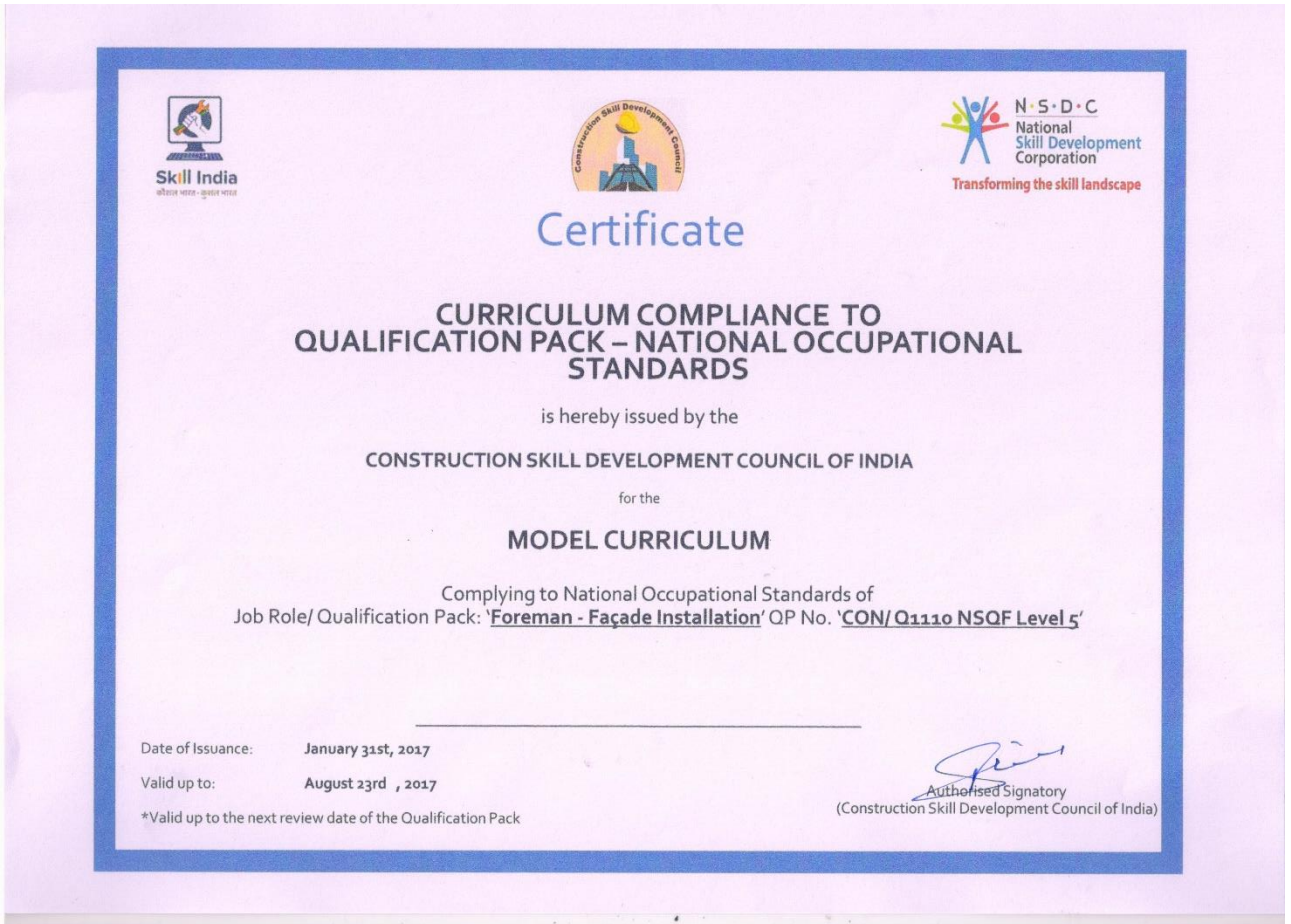 Skill India
कौशल भारत - कुशल भारत
Construction Skill Development Council
N·S·D·C
National
Skill Development
Corporation
Transforming the skill landscape
Certificate
CURRICULUM COMPLIANCE TO
QUALIFICATION PACK – NATIONAL OCCUPATIONAL
STANDARDS
is hereby issued by the
CONSTRUCTION SKILL DEVELOPMENT COUNCIL OF INDIA
for the
MODEL CURRICULUM
Complying to National Occupational Standards of
Job Role/ Qualification Pack: ‘Foreman - Façade Installation’ QP No. ‘CON/ Q1110 NSQF Level 5’
Date of Issuance: January 31st, 2017
Valid up to: August 23rd , 2017
*Valid up to the next review date of the Qualification Pack
Authorised Signatory
(Construction Skill Development Council of India)